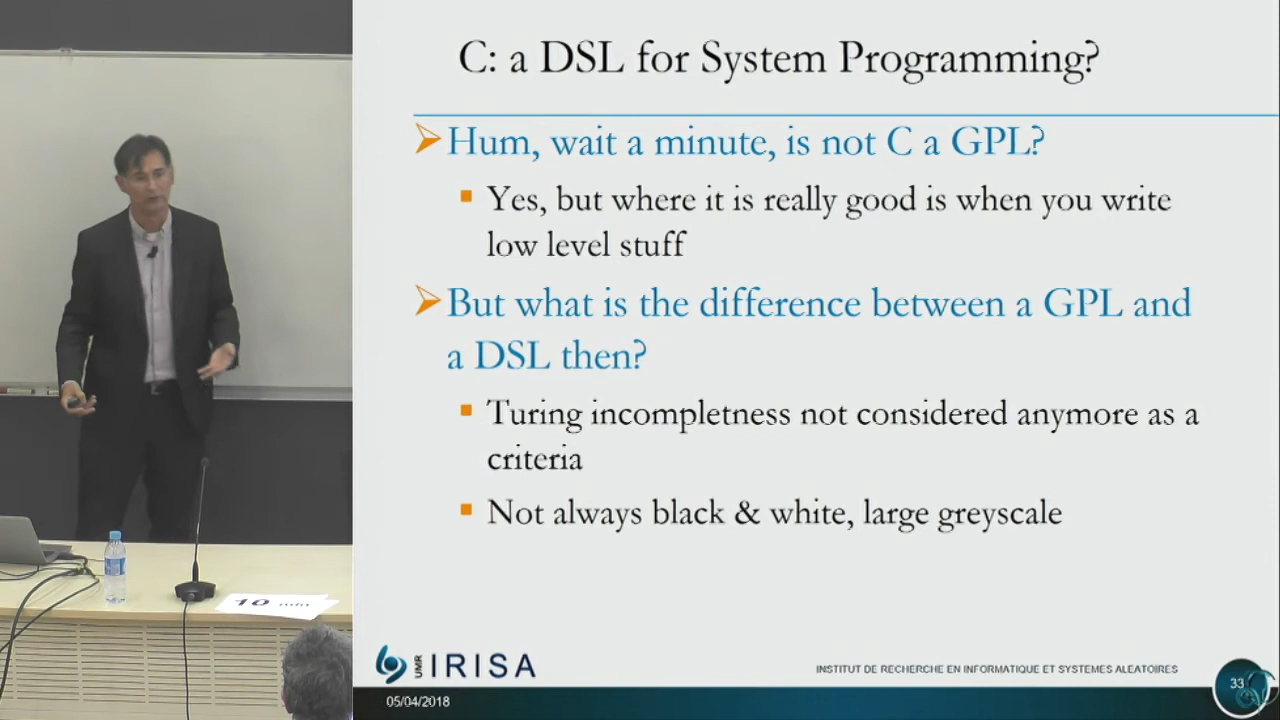 C: a DSL for System Programming?
Hum, wait a minute, is not C a GPL?
Yes, but where it is really good is when you write
low level stuff
But what is the difference between a GPL and
a DSL then?
Turing incompletness not considered anymore as a
criteria
Not always black & white, large greyscale
10 min
UMR IRISA
INSTITUT DE RECHERCHE EN INFORMATIQUE ET SYSTEMES ALEATOIRES
33
05/04/2018